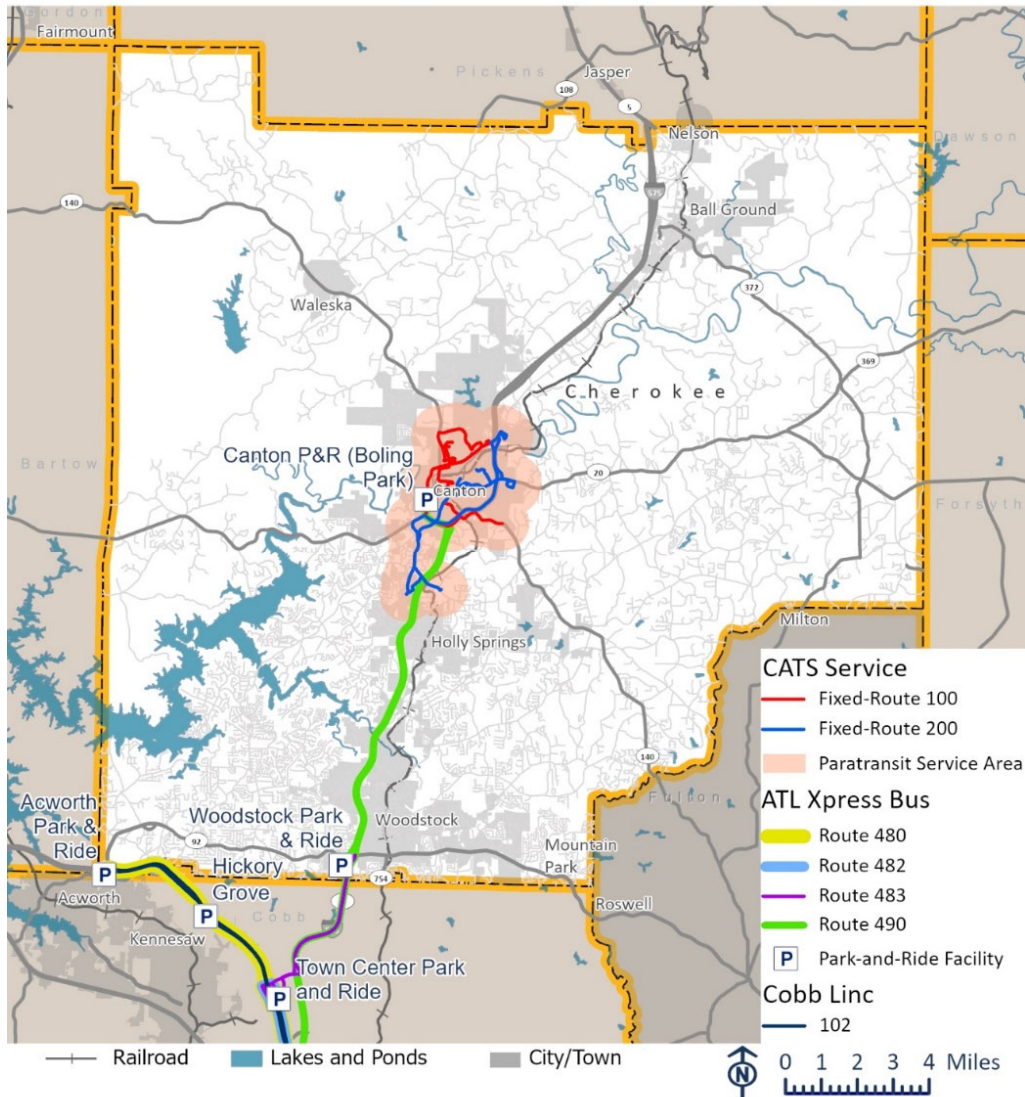 Gordon
Fairmount
Pickens
Jasper
108
5
Nelson
Dawson
575
140
Ball Ground
Waleska
372
369
Cherokee
Bartow
Canton P&R (Boling
Park)
P
Canton
20
Forsyth
Holly Springs
Milton
140
Fulton
Acworth
Park &
Ride
Woodstock Park
& Ride
Woodstock
92
Mountain
Park
P
P
Hickory
Grove
754
Acworth
P
Cobb
Roswell
Kennesaw
Town Center Park
and Ride
P
CATS Service
Fixed-Route 100
Fixed-Route 200
Paratransit Service Area
ATL Xpress Bus
Route 480
Route 482
Route 483
Route 490
P Park-and-Ride Facility
Cobb Linc
102
Railroad
Lakes and Ponds
City/Town
N
0 1 2 3 4 Miles